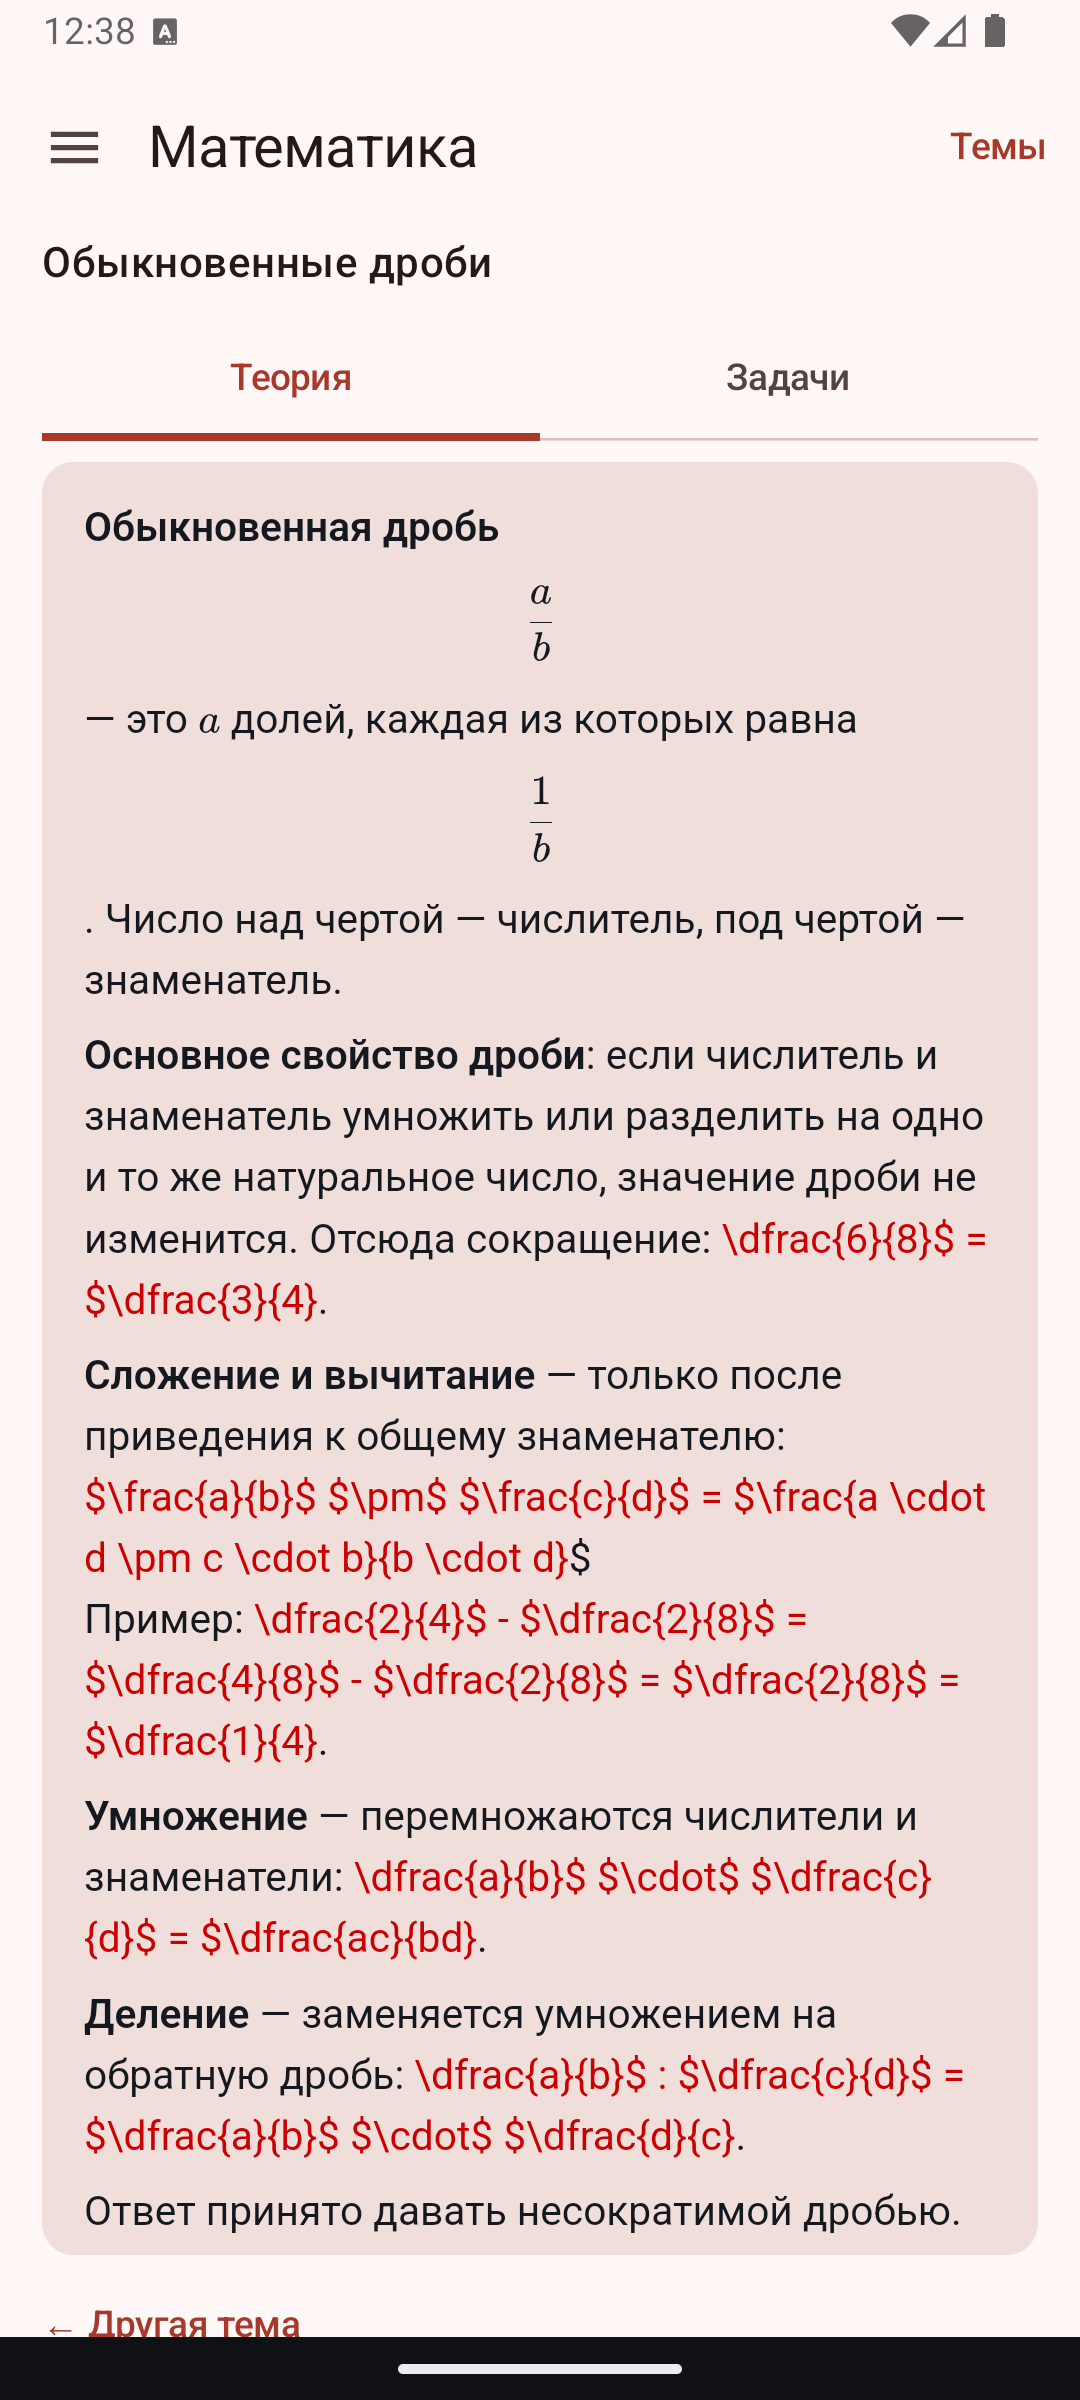 12:38
Математика
Темы
Обыкновенные дроби
Теория
Задачи
Обыкновенная дробь
a
b
— это a долей, каждая из которых равна
1
b
. Число над чертой — числитель, под чертой —
знаменатель.
Основное свойство дроби: если числитель и
знаменатель умножить или разделить на одно
и то же натуральное число, значение дроби не
изменится. Отсюда сокращение: \dfrac{6}{8}$ =
$\dfrac{3}{4}.
Сложение и вычитание — только после
приведения к общему знаменателю:
$\frac{a}{b}$ $\pm$ $\frac{c}{d}$ = $\frac{a \cdot
d \pm c \cdot b}{b \cdot d}$
Пример: \dfrac{2}{4}$ - $\dfrac{2}{8}$ =
$\dfrac{4}{8}$ - $\dfrac{2}{8}$ = $\dfrac{2}{8}$ =
$\dfrac{1}{4}.
Умножение — перемножаются числители и
знаменатели: \dfrac{a}{b}$ $\cdot$ $\dfrac{c}
{d}$ = $\dfrac{ac}{bd}.
Деление — заменяется умножением на
обратную дробь: \dfrac{a}{b}$ : $\dfrac{c}{d}$ =
$\dfrac{a}{b}$ $\cdot$ $\dfrac{d}{c}.
Ответ принято давать несократимой дробью.
← Другая тема